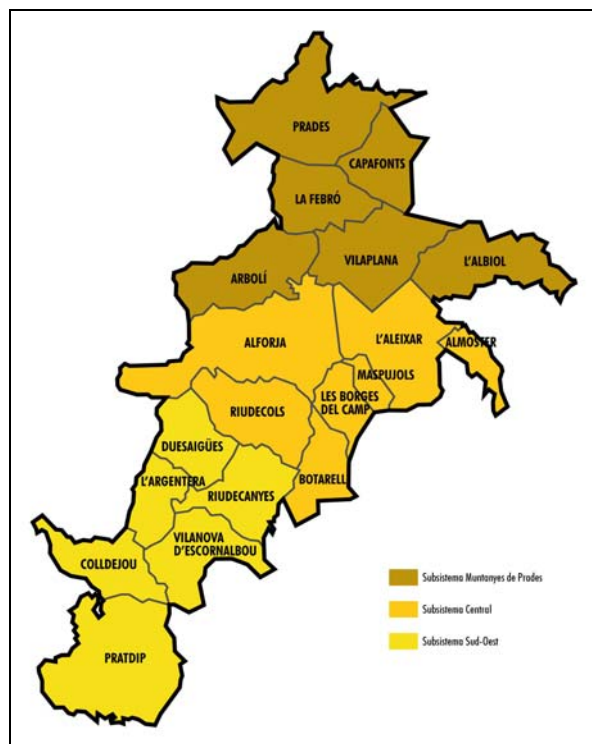 PRADES
CAPAFONTS
LA FEBRÓ
ARBOLÍ
VILAPLANA
L'ALBIOL
ALFORJA
L'ALEIXAR
ALMOSTER
MASPUJOLS
LES BORGES
DEL CAMP
RIUDECOLS
DUESAIGÜES
BOTARELL
L'ARGENTERA
RIUDECANYES
VILANOVA
D'ESCORNALBOU
COLLDEJOU
PRATDIP
Subsistema Muntanyes de Prades
Subsistema Central
Subsistema Sud-Oest